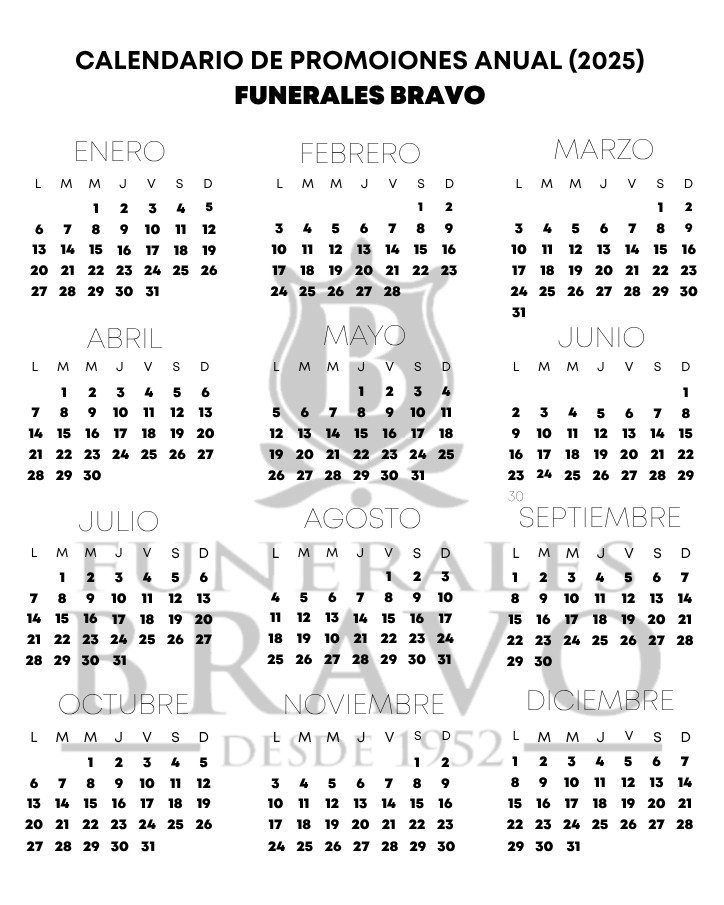 CALENDARIO DE PROMOIONES ANUAL (2025)
FUNERALES BRAVO
ENERO
L M M J V S D
1 2 3 4 5
6 7 8 9 10 11 12
13 14 15 16 17 18 19
20 21 22 23 24 25 26
27 28 29 30 31
FEBRERO
L M M J V S D
1 2
3 4 5 6 7 8 9
10 11 12 13 14 15 16
17 18 19 20 21 22 23
24 25 26 27 28
MARZO
L M M J V S D
1 2
3 4 5 6 7 8 9
10 11 12 13 14 15 16
17 18 19 20 21 22 23
24 25 26 27 28 29 30
31
ABRIL
L M M J V S D
1 2 3 4 5 6
7 8 9 10 11 12 13
14 15 16 17 18 19 20
21 22 23 24 25 26 27
28 29 30
MAYO
L M M J V S D
1 2 3 4
5 6 7 8 9 10 11
12 13 14 15 16 17 18
19 20 21 22 23 24 25
26 27 28 29 30 31
JUNIO
L M M J V S D
1
2 3 4 5 6 7 8
9 10 11 12 13 14 15
16 17 18 19 20 21 22
23 24 25 26 27 28 29
30
JULIO
L M M J V S D
1 2 3 4 5 6
7 8 9 10 11 12 13
14 15 16 17 18 19 20
21 22 23 24 25 26 27
28 29 30 31
AGOSTO
L M M J V S D
1 2 3
4 5 6 7 8 9 10
11 12 13 14 15 16 17
18 19 10 21 22 23 24
25 26 27 28 29 30 31
SEPTIEMBRE
L M M J V S D
1 2 3 4 5 6 7
8 9 10 11 12 13 14
15 16 17 18 19 20 21
22 23 24 25 26 27 28
29 30
OCTUBRE
L M M J V S D
1 2 3 4 5
6 7 8 9 10 11 12
13 14 15 16 17 18 19
20 21 22 23 24 25 26
27 28 29 30 31
NOVIEMBRE
L M M J V S D
1 2
3 4 5 6 7 8 9
10 11 12 13 14 15 16
17 18 19 20 21 22 23
24 25 26 27 28 29 30
DICIEMBRE
L M M J V S D
1 2 3 4 5 6 7
8 9 10 11 12 13 14
15 16 17 18 19 20 21
22 23 24 25 26 27 28
29 30 31
B
FUNERALES
BRAVO
DESDE 1952